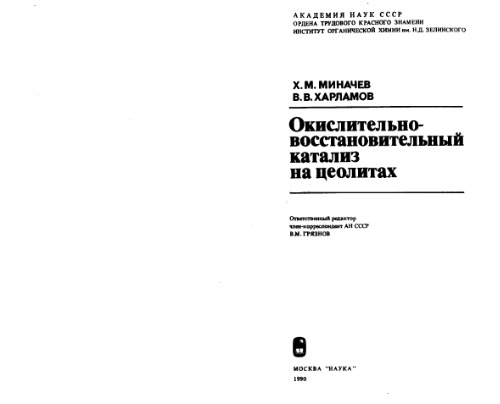 АКАДЕМИЯ НАУК СССР
ОРДЕНА ТРУДОВОГО КРАСНОГО ЗНАМЕНИ
ИНСТИТУТ ОРГАНИЧЕСКОЙ ХИМИИ им. Н.Д. ЗЕЛИНСКОГО
Х.М. МИНАЧЕВ
В.В. ХАРЛАМОВ
Окислительно-
восстановительный
катализ
на цеолитах
Ответственный редактор
член-корреспондент АН СССР
В.М. ГРЯЗНОВ
МОСКВА "НАУКА"
1990